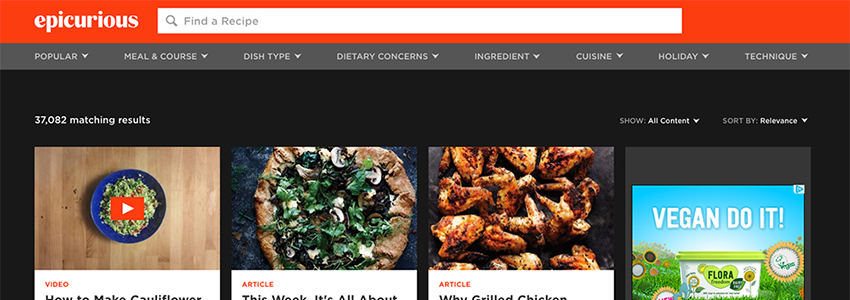 epicurious
Find a Recipe
POPULAR MEAL & COURSE DISH TYPE DIETARY CONCERNS INGREDIENT CUISINE HOLIDAY TECHNIQUE
37,082 matching results
SHOW: All Content SORT BY: Relevance
VEGAN DO IT!
FLORA
freedom
Vegan
VIDEO
How to Make Cauliflower
ARTICLE
This Week, It's All About
ARTICLE
Why Grilled Chicken